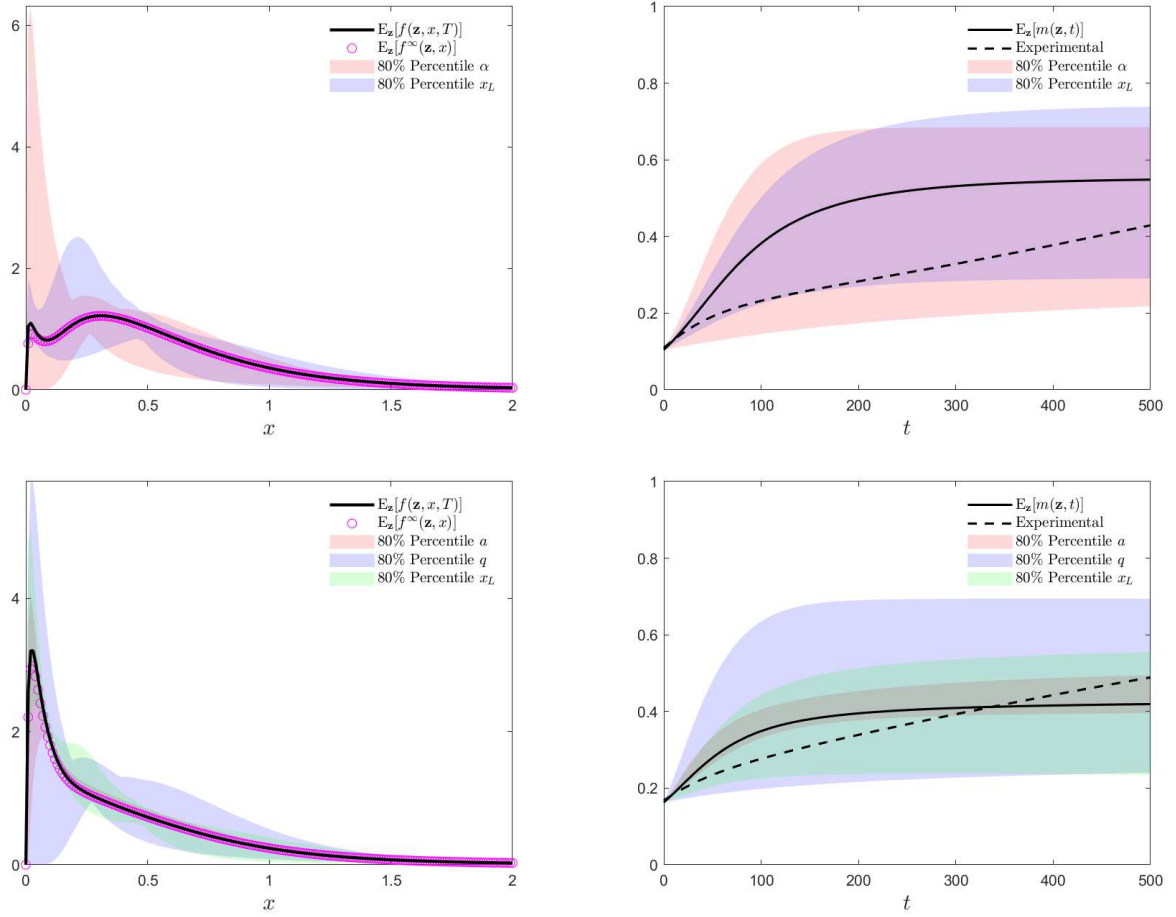 6
4
2
0
0
0.5
1
1.5
2
x
E_z[f(z, x, T)]
E_z[f^∞(z, x)]
80% Percentile α
80% Percentile x_L
1
0.8
0.6
0.4
0.2
0
0
100
200
300
400
500
t
E_z[m(z, t)]
Experimental
80% Percentile α
80% Percentile x_L
4
2
0
0
0.5
1
1.5
2
x
E_z[f(z, x, T)]
E_z[f^∞(z, x)]
80% Percentile a
80% Percentile q
80% Percentile x_L
1
0.8
0.6
0.4
0.2
0
0
100
200
300
400
500
t
E_z[m(z, t)]
Experimental
80% Percentile a
80% Percentile q
80% Percentile x_L